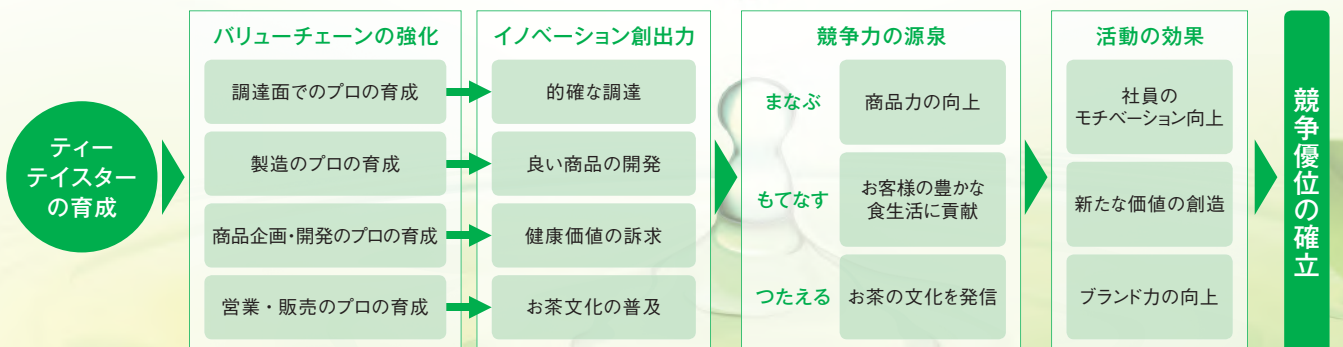 ティー
テイスター
の育成
バリューチェーンの強化
調達面でのプロの育成
製造のプロの育成
商品企画・開発のプロの育成
営業・販売のプロの育成
イノベーション創出力
的確な調達
良い商品の開発
健康価値の訴求
お茶文化の普及
競争力の源泉
まなぶ
商品力の向上
もてなす
お客様の豊かな
食生活に貢献
つたえる
お茶の文化を発信
活動の効果
社員の
モチベーション向上
新たな価値の創造
ブランド力の向上
競争優位の確立